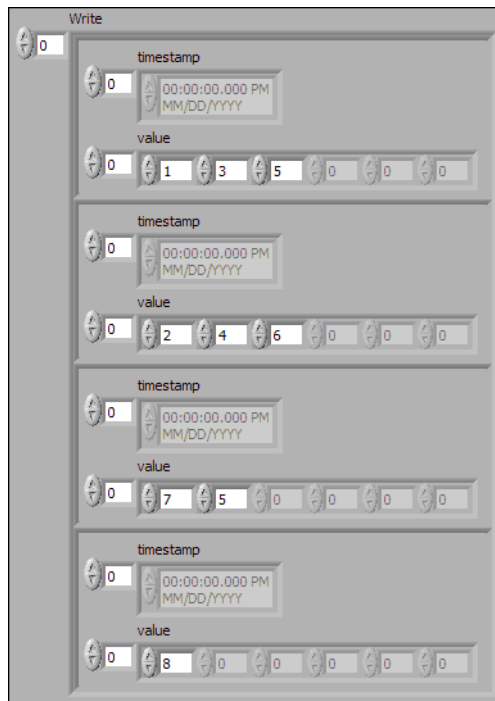 Write
0
timestamp
0 00:00:00.000 PM
MM/DD/YYYY
value
0 1 3 5 0 0 0
timestamp
0 00:00:00.000 PM
MM/DD/YYYY
value
0 2 4 6 0 0 0
timestamp
0 00:00:00.000 PM
MM/DD/YYYY
value
0 7 5 0 0 0 0
timestamp
0 00:00:00.000 PM
MM/DD/YYYY
value
0 8 0 0 0 0 0